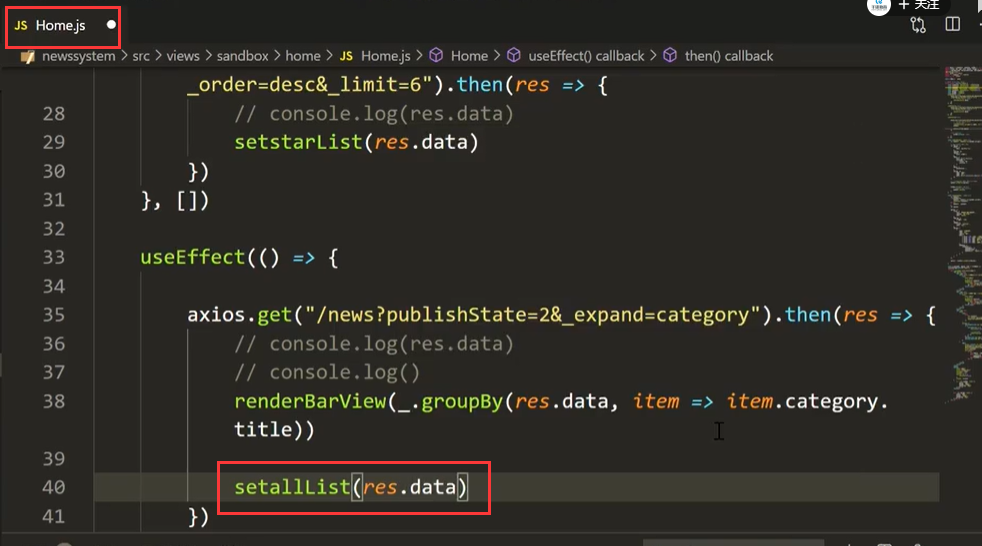 + 关注
JS Home.js
newssystem > src > views > sandbox > home > JS Home.js > Home > useEffect() callback > then() callback
_order=desc&_limit=6").then(res => {
28 // console.log(res.data)
29 setstarList(res.data)
30 })
31 }, [])
32
33 useEffect(() => {
34
35 axios.get("/news?publishState=2&_expand=category").then(res => {
36 // console.log(res.data)
37 // console.log()
38 renderBarView(_.groupBy(res.data, item => item.category.
title))
39
40 setallList(res.data)
41 })